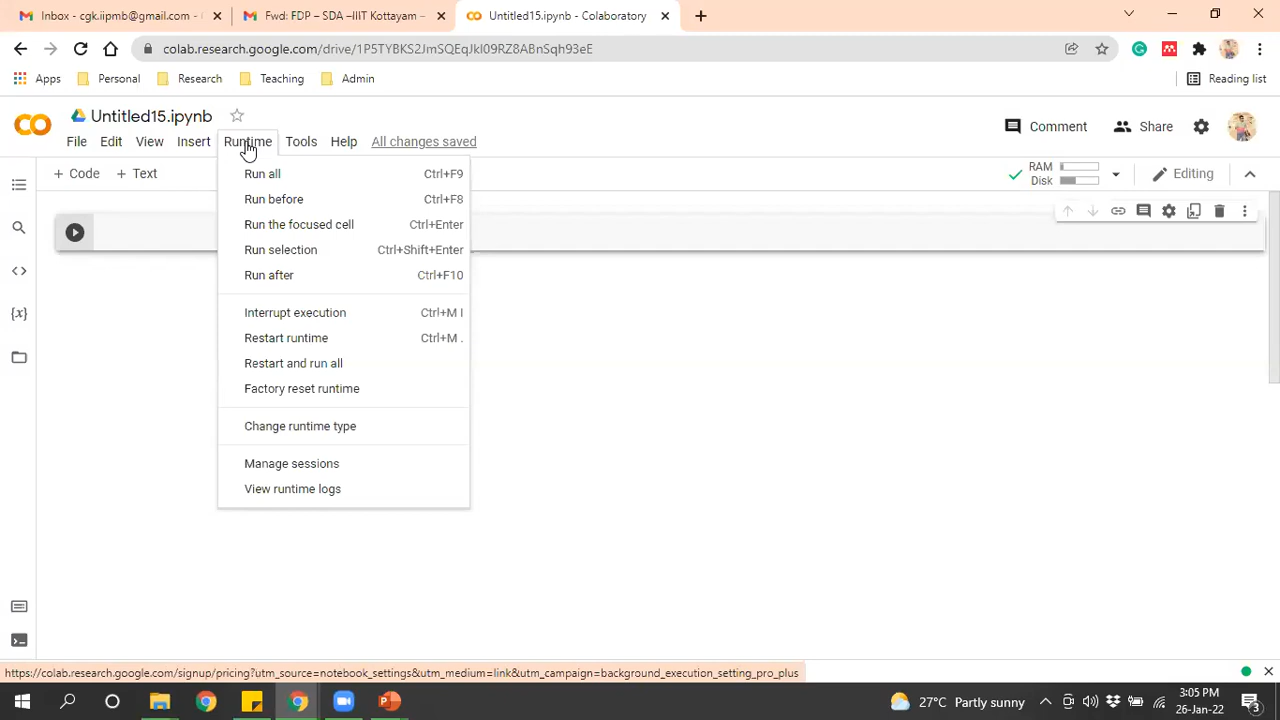 Inbox - cgk.iipmb@gmail.com -
Fwd: FDP – SDA –IIIT Kottayam –
Untitled15.ipynb - Colaboratory
colab.research.google.com/drive/1P5TYBKS2JmSQEqJkl09RZ8ABnSqh93eE
Apps
Personal
Research
Teaching
Admin
Reading list
Untitled15.ipynb
File Edit View Insert Runtime Tools Help All changes saved
Comment
Share
+ Code + Text
RAM
Disk
Editing
Run all Ctrl+F9
Run before Ctrl+F8
Run the focused cell Ctrl+Enter
Run selection Ctrl+Shift+Enter
Run after Ctrl+F10
Interrupt execution Ctrl+M I
Restart runtime Ctrl+M .
Restart and run all
Factory reset runtime
Change runtime type
Manage sessions
View runtime logs
{x}
https://colab.research.google.com/signup/pricing?utm_source=notebook_settings&utm_medium=link&utm_campaign=background_execution_setting_pro_plus
27°C Partly sunny
3:05 PM
26-Jan-22
3